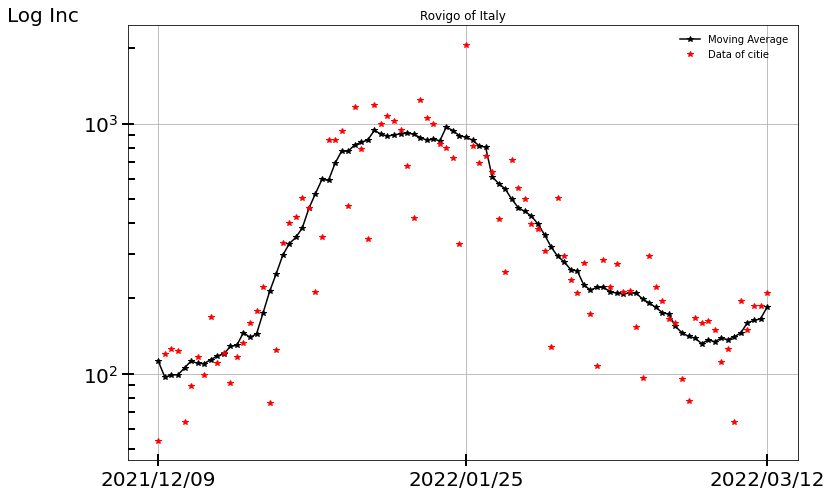 Log Inc
Rovigo of Italy
Moving Average
Data of citie
10³
10²
2021/12/09 2022/01/25 2022/03/12